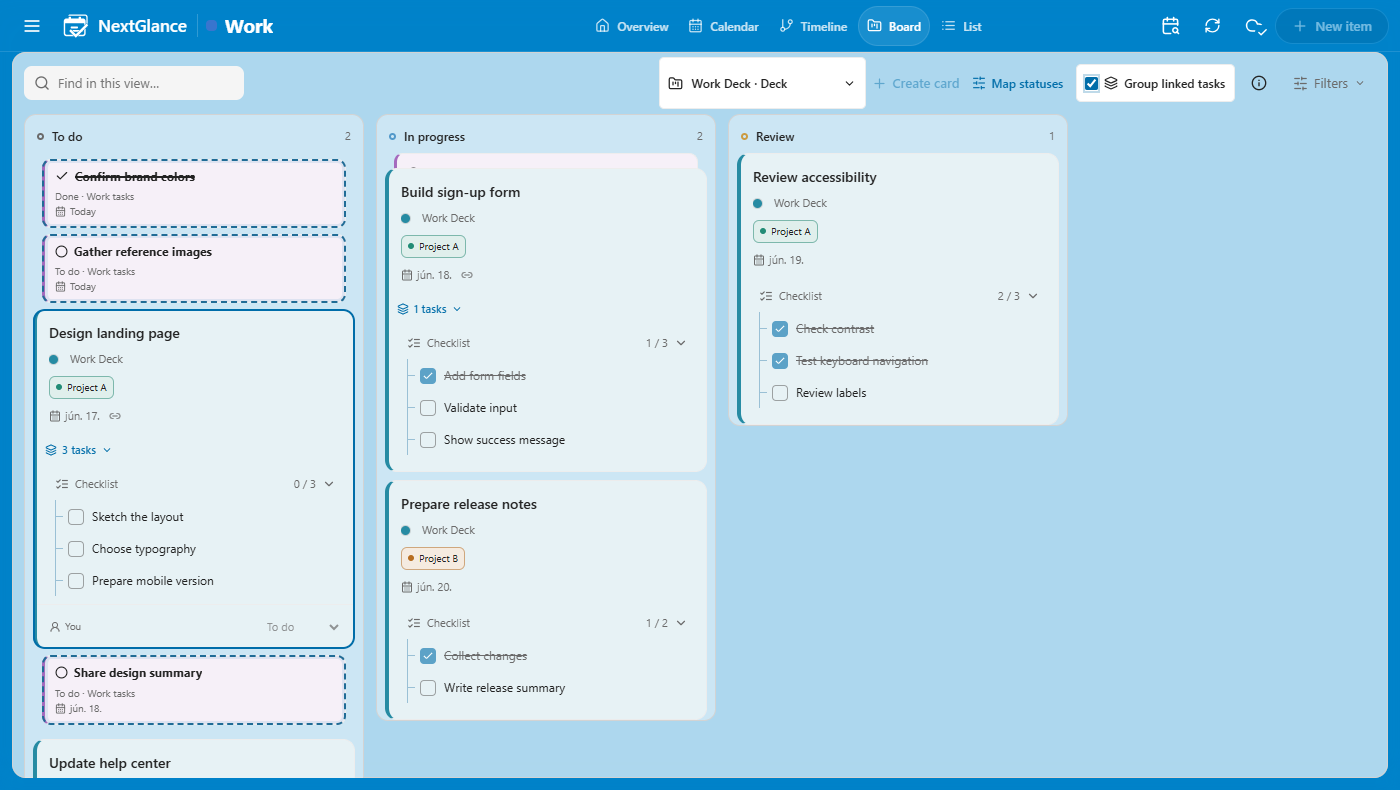 NextGlance
Work
Overview
Calendar
Timeline
Board
List
New item
Find in this view...
Work Deck · Deck
Create card
Map statuses
Group linked tasks
Filters
To do
2
Confirm brand colors
Done · Work tasks
Today
Gather reference images
To do · Work tasks
Today
Design landing page
Work Deck
Project A
jún. 17.
3 tasks
Checklist
0 / 3
Sketch the layout
Choose typography
Prepare mobile version
You
To do
Share design summary
To do · Work tasks
jún. 18.
Update help center
In progress
2
Build sign-up form
Work Deck
Project A
jún. 18.
1 tasks
Checklist
1 / 3
Add form fields
Validate input
Show success message
Prepare release notes
Work Deck
Project B
jún. 20.
Checklist
1 / 2
Collect changes
Write release summary
Review
1
Review accessibility
Work Deck
Project A
jún. 19.
Checklist
2 / 3
Check contrast
Test keyboard navigation
Review labels